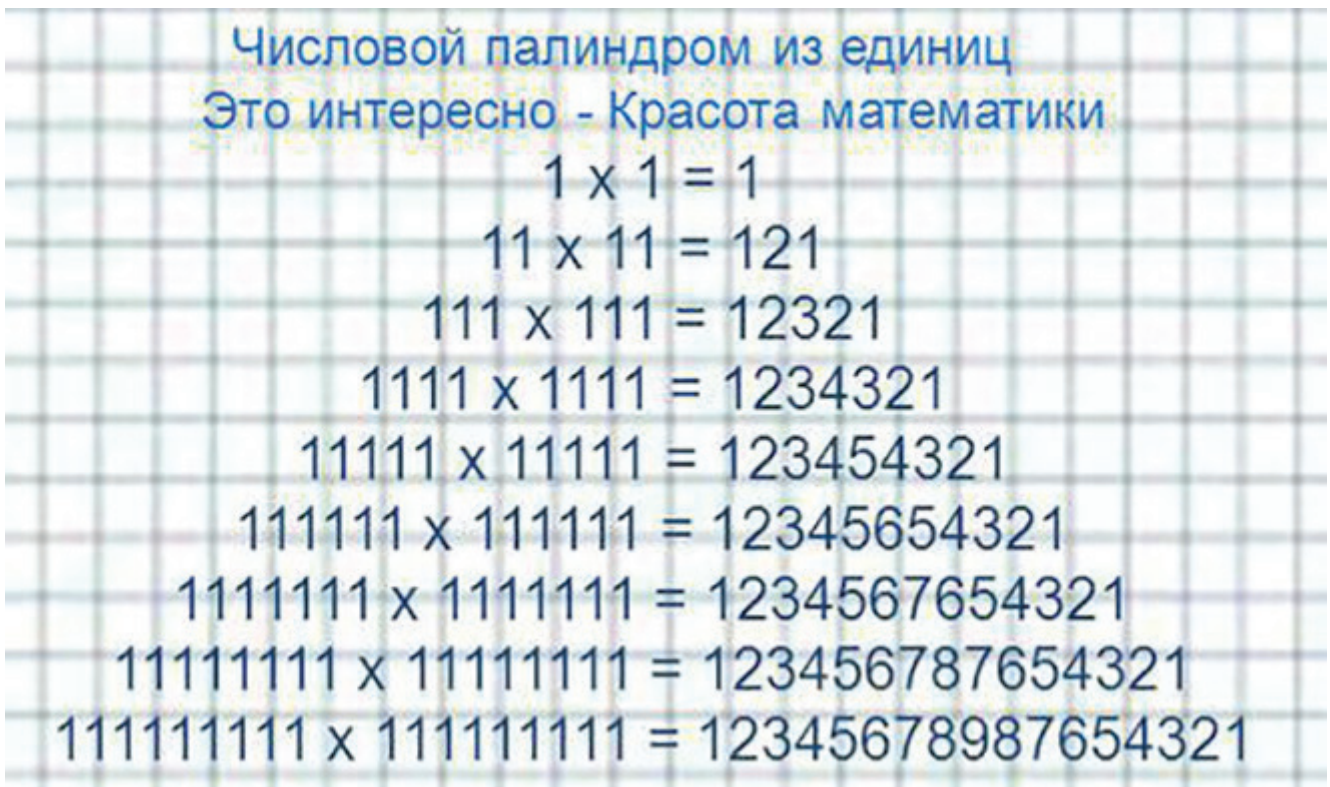 Числовой палиндром из единиц
Это интересно - Красота математики
1 x 1 = 1
11 x 11 = 121
111 x 111 = 12321
1111 x 1111 = 1234321
11111 x 11111 = 123454321
111111 x 111111 = 12345654321
1111111 x 1111111 = 1234567654321
11111111 x 11111111 = 123456787654321
111111111 x 111111111 = 12345678987654321